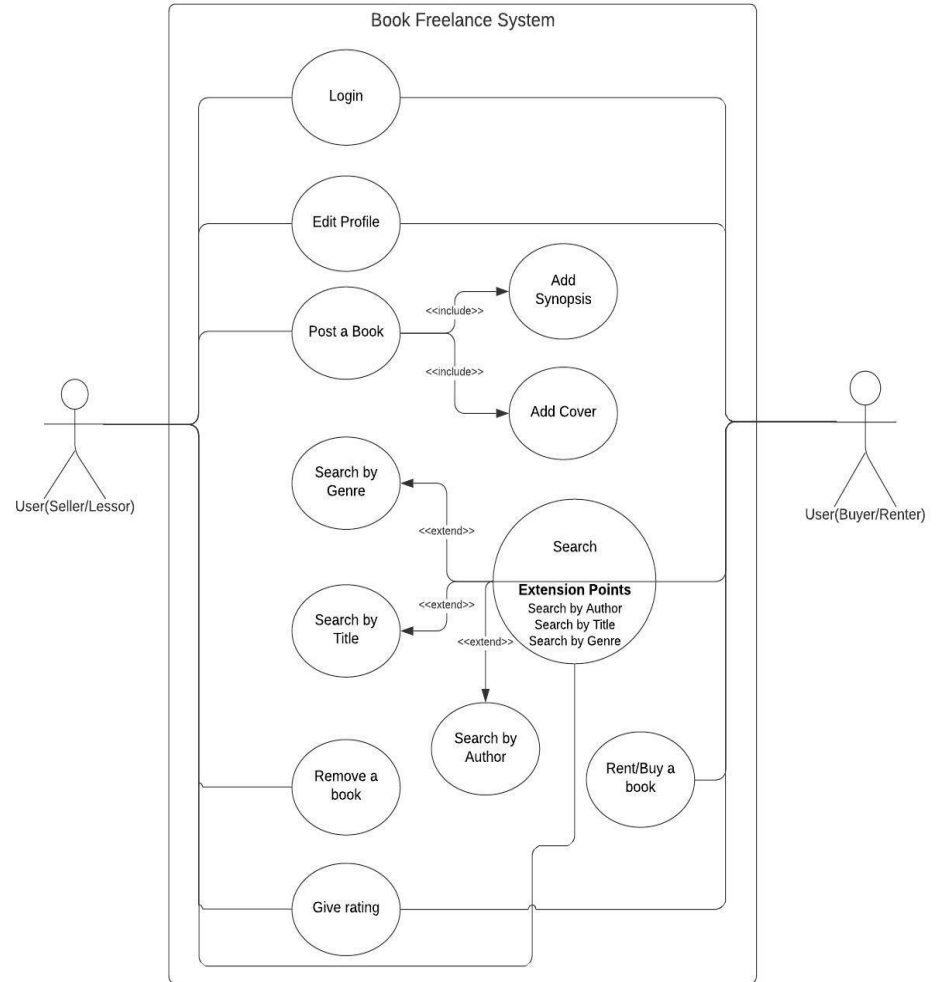 Book Freelance System
Login
Edit Profile
Add
Synopsis
<<include>>
Post a Book
<<include>>
Add Cover
Search by
Genre
User(Seller/Lessor)
User(Buyer/Renter)
<<extend>>
Search
Extension Points
Search by Author
Search by Title
Search by Genre
<<extend>>
Search by
Title
<<extend>>
Search by
Author
Remove a
book
Rent/Buy a
book
Give rating